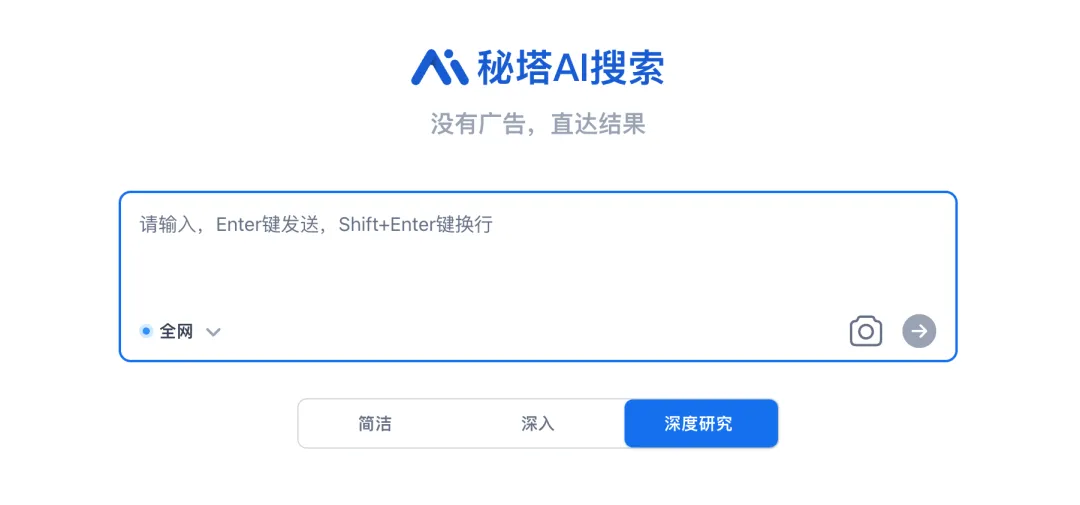 秘塔AI搜索
没有广告，直达结果
请输入，Enter键发送，Shift+Enter键换行
全网
简洁 深入 深度研究